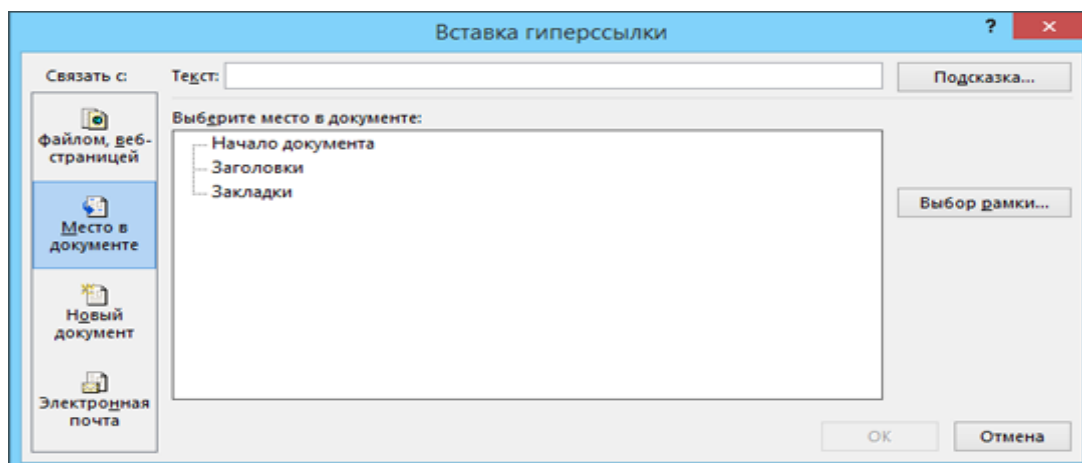 Вставка гиперссылки
?
Связать с:
Текст:
Подсказка...
файлом, веб-
страницей
Место в
документе
Новый
документ
Электронная
почта
Выберите место в документе:
Начало документа
Заголовки
Закладки
Выбор рамки...
ОК
Отмена